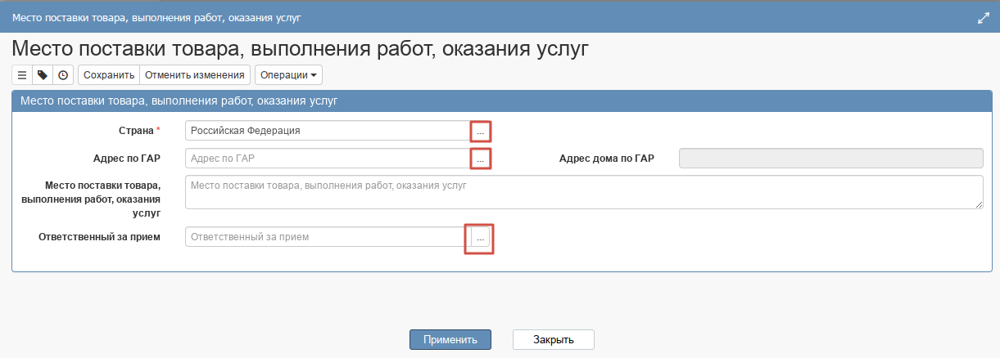 Место поставки товара, выполнения работ, оказания услуг
Место поставки товара, выполнения работ, оказания услуг
Сохранить Отменить изменения Операции
Место поставки товара, выполнения работ, оказания услуг
Страна * Российская Федерация ...
Адрес по ГАР Адрес по ГАР ... Адрес дома по ГАР
Место поставки товара, Место поставки товара, выполнения работ, оказания услуг
выполнения работ, оказания
услуг
Ответственный за прием Ответственный за прием ...
Применить Закрыть